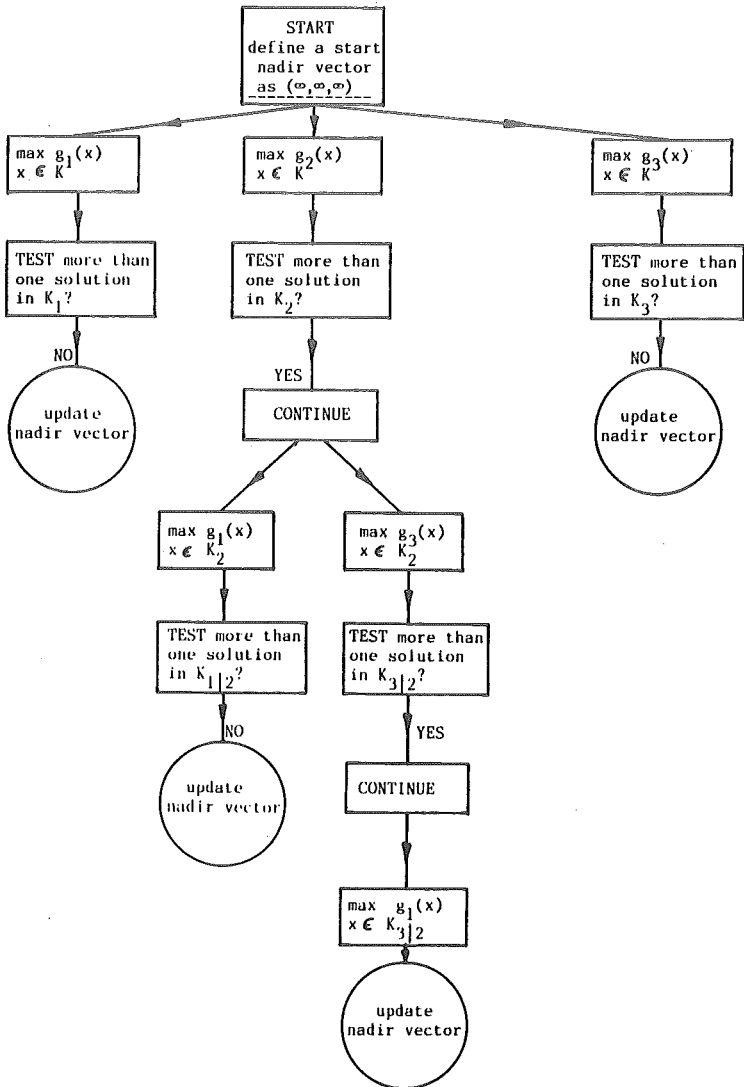 START
define a start
nadir vector
as (∞,∞,∞)
max g₁(x)
x ∈ K
max g₂(x)
x ∈ K
max g₃(x)
x ∈ K
TEST more than
one solution
in K₁?
TEST more than
one solution
in K₂?
TEST more than
one solution
in K₃?
NO
YES
NO
update
nadir vector
CONTINUE
update
nadir vector
max g₁(x)
x ∈ K₂
max g₃(x)
x ∈ K₂
TEST more than
one solution
in K₁|₂?
TEST more than
one solution
in K₃|₂?
NO
YES
update
nadir vector
CONTINUE
max g₁(x)
x ∈ K₃|₂
update
nadir vector